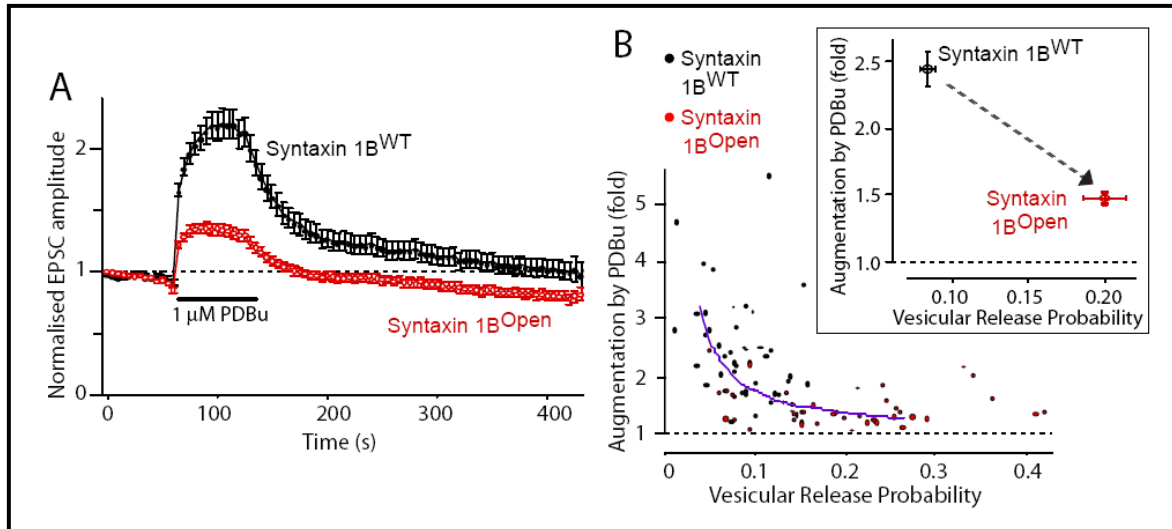 A
Normalised EPSC amplitude
2
1
0
Syntaxin 1B^WT
1 μM PDBu
Syntaxin 1B^Open
0
100
200
300
400
Time (s)
B
Syntaxin
1B^WT
Syntaxin
1B^Open
Augmentation by PDBu (fold)
5
4
3
2
1
0
0.1
0.2
0.3
0.4
Vesicular Release Probability
Augmentation by PDBu (fold)
2.5
2.0
1.5
1.0
Syntaxin 1B^WT
Syntaxin
1B^Open
0.10
0.15
0.20
Vesicular Release Probability